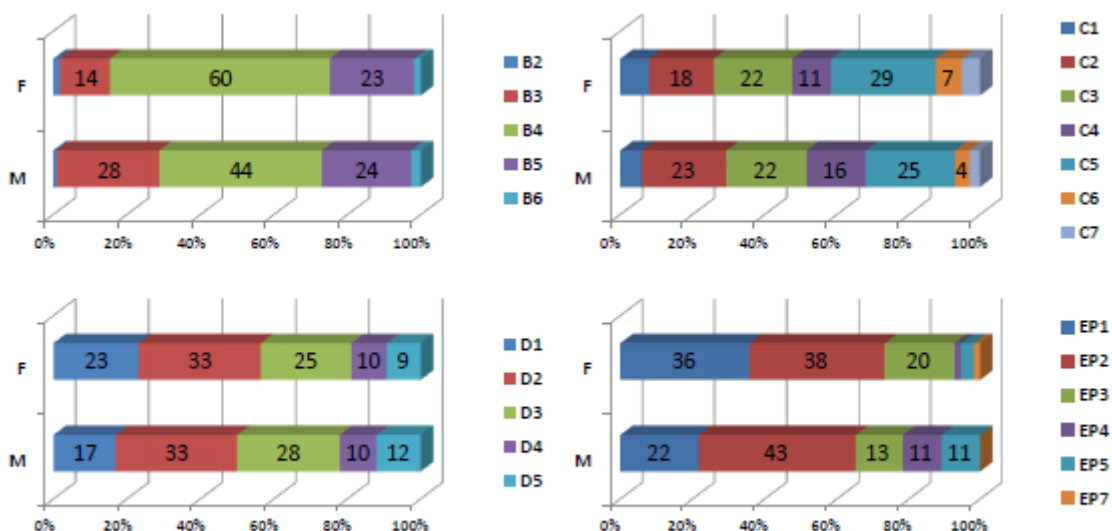 F 14 60 23
M 28 44 24
0% 20% 40% 60% 80% 100%
B2
B3
B4
B5
B6
F 18 22 11 29 7
M 23 22 16 25 4
0% 20% 40% 60% 80% 100%
C1
C2
C3
C4
C5
C6
C7
F 23 33 25 10 9
M 17 33 28 10 12
0% 20% 40% 60% 80% 100%
D1
D2
D3
D4
D5
F 36 38 20
M 22 43 13 11 11
0% 20% 40% 60% 80% 100%
EP1
EP2
EP3
EP4
EP5
EP7